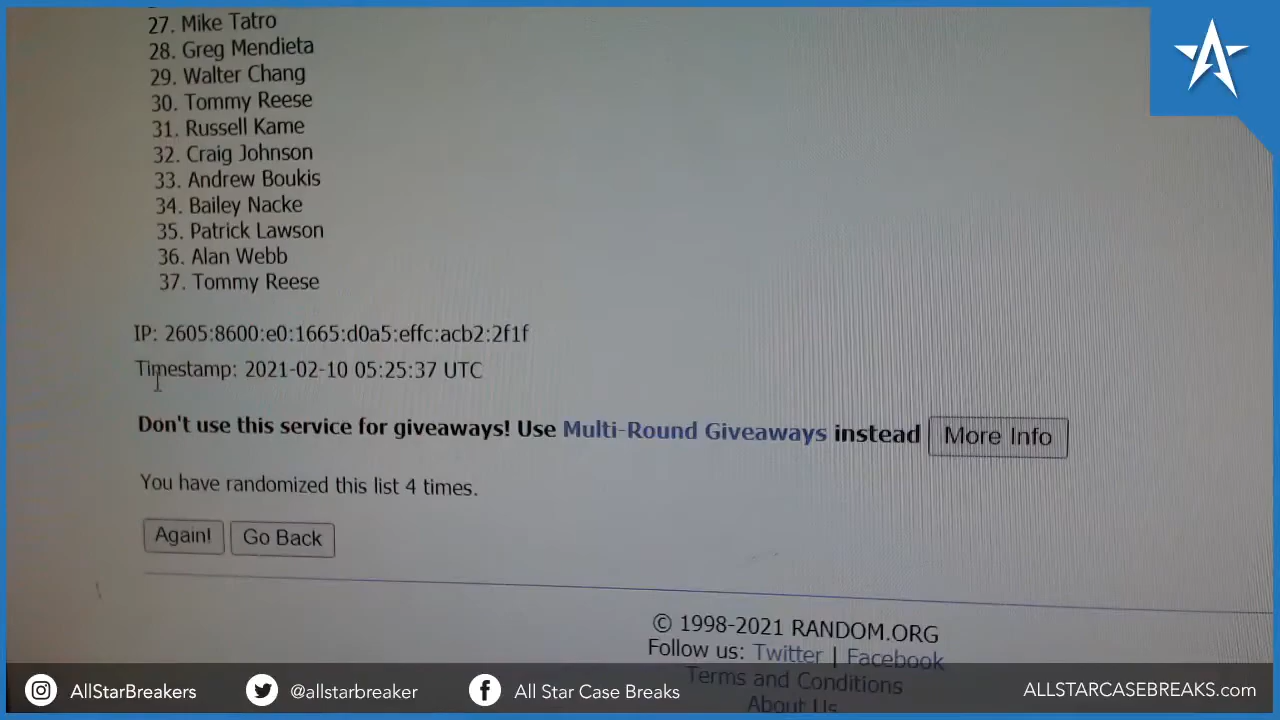 27. Mike Tatro
28. Greg Mendieta
29. Walter Chang
30. Tommy Reese
31. Russell Kame
32. Craig Johnson
33. Andrew Boukis
34. Bailey Nacke
35. Patrick Lawson
36. Alan Webb
37. Tommy Reese
IP: 2605:8600:e0:1665:d0a5:effc:acb2:2f1f
Timestamp: 2021-02-10 05:25:37 UTC
Don't use this service for giveaways! Use Multi-Round Giveaways instead More Info
You have randomized this list 4 times.
Again! Go Back
© 1998-2021 RANDOM.ORG
Follow us: Twitter | Facebook
Terms and Conditions
About Us
AllStarBreakers @allstarbreaker All Star Case Breaks ALLSTARCASEBREAKS.com